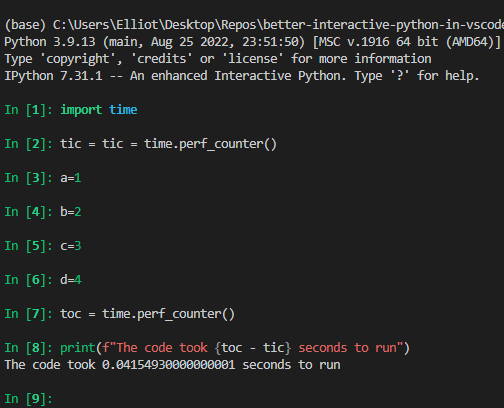 (base) C:\Users\Elliot\Desktop\Repos\better-interactive-python-in-vscode
Python 3.9.13 (main, Aug 25 2022, 23:51:50) [MSC v.1916 64 bit (AMD64)]
Type 'copyright', 'credits' or 'license' for more information
IPython 7.31.1 -- An enhanced Interactive Python. Type '?' for help.
In [1]: import time
In [2]: tic = tic = time.perf_counter()
In [3]: a=1
In [4]: b=2
In [5]: c=3
In [6]: d=4
In [7]: toc = time.perf_counter()
In [8]: print(f"The code took {toc - tic} seconds to run")
The code took 0.04154930000000001 seconds to run
In [9]: